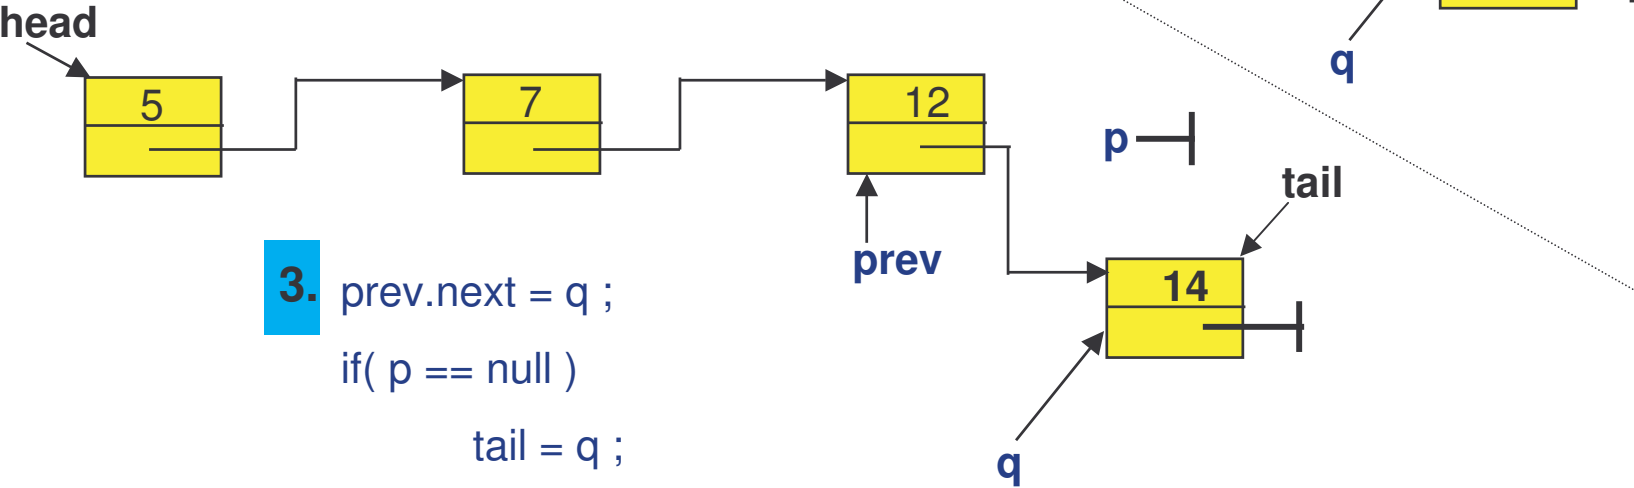 head
q
5
7
12
p
tail
prev
3. prev.next = q ;
14
if( p == null )
tail = q ;
q